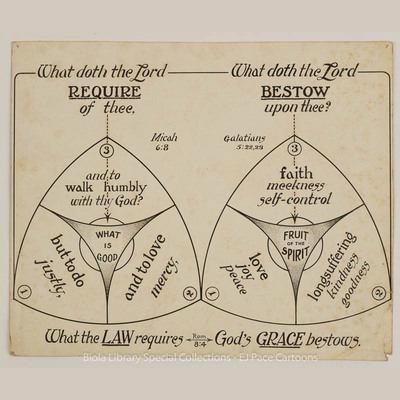 What doth the Lord
REQUIRE
of thee,
Micah
6:8
3
and to
walk humbly
with thy God?
WHAT
IS
GOOD
but to do
justly,
1
and to love
mercy,
2
What doth the Lord
BESTOW
upon thee?
Galatians
5:22,23
3
faith
meekness
self-control
FRUIT
OF THE
SPIRIT
love
joy
peace
1
longsuffering
kindness
goodness
2
What the LAW requires
Rom.
8:4
God's GRACE bestows.
Biola Library Special Collections - EJ Pace Cartoons